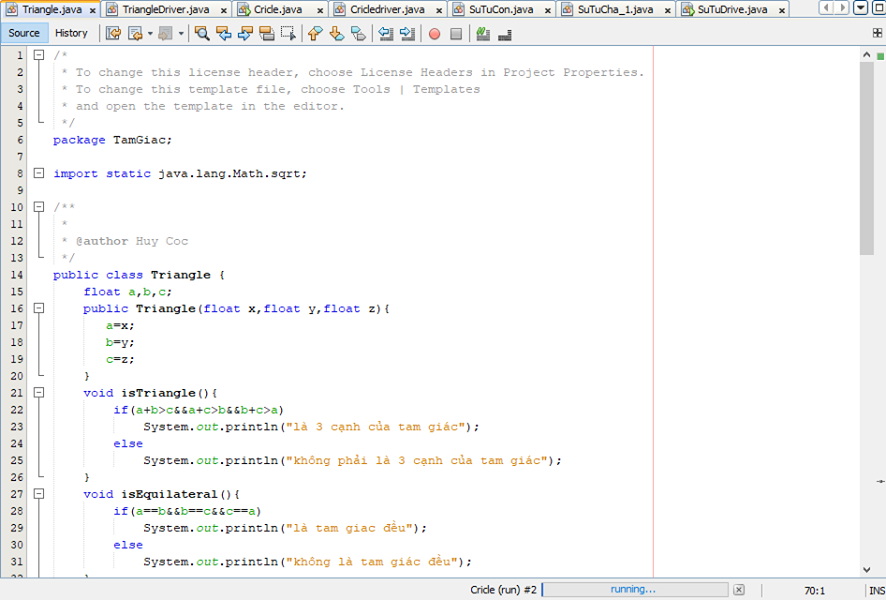 Triangle.java TriangleDriver.java Cricle.java Cricledriver.java SuTuCon.java SuTuCha_1.java SuTuDrive.java
Source History
1 /*
2 * To change this license header, choose License Headers in Project Properties.
3 * To change this template file, choose Tools | Templates
4 * and open the template in the editor.
5 */
6 package TamGiac;
7
8 import static java.lang.Math.sqrt;
9
10 /**
11 *
12 * @author Huy Coc
13 */
14 public class Triangle {
15 float a,b,c;
16 public Triangle(float x,float y,float z){
17 a=x;
18 b=y;
19 c=z;
20 }
21 void isTriangle(){
22 if(a+b>c&&a+c>b&&b+c>a)
23 System.out.println("là 3 cạnh của tam giác");
24 else
25 System.out.println("không phải là 3 cạnh của tam giác");
26 }
27 void isEquilateral(){
28 if(a==b&&b==c&&c==a)
29 System.out.println("là tam giac đều");
30 else
31 System.out.println("không là tam giác đều");
Cricle (run) #2 running... 70:1 INS